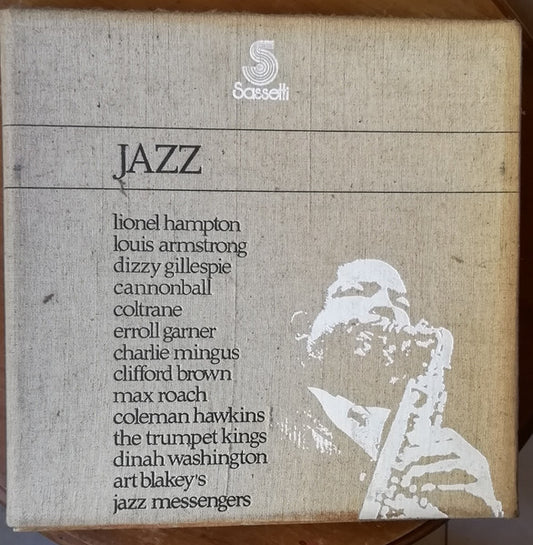 S
Sassetti
JAZZ
lionel hampton
louis armstrong
dizzy gillespie
cannonball
coltrane
erroll garner
charlie mingus
clifford brown
max roach
coleman hawkins
the trumpet kings
dinah washington
art blakey's
jazz messengers